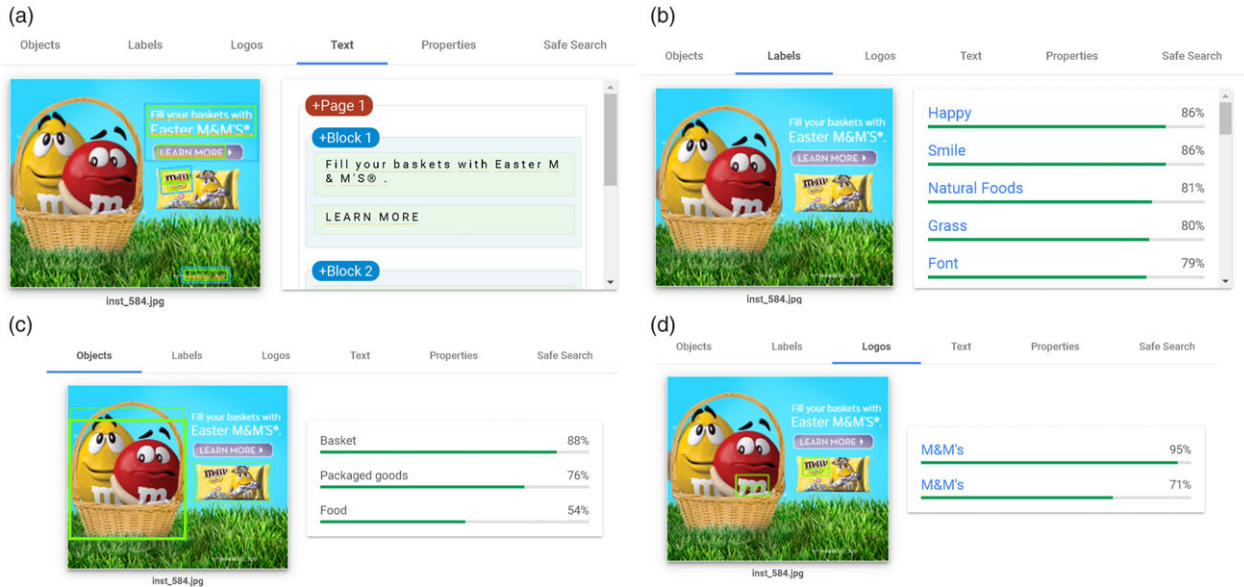 (a)
Objects Labels Logos Text Properties Safe Search
Fill your baskets with
Easter M&M'S®.
LEARN MORE
m&m's
m
m
inst_584.jpg
+Page 1
+Block 1
Fill your baskets with Easter M
& M'S® .
LEARN MORE
+Block 2
(b)
Objects Labels Logos Text Properties Safe Search
Fill your baskets with
Easter M&M'S®.
LEARN MORE
m&m's
m
m
inst_584.jpg
Happy 86%
Smile 86%
Natural Foods 81%
Grass 80%
Font 79%
(c)
Objects Labels Logos Text Properties Safe Search
Fill your baskets with
Easter M&M'S®.
LEARN MORE
m&m's
m
m
inst_584.jpg
Basket 88%
Packaged goods 76%
Food 54%
(d)
Objects Labels Logos Text Properties Safe Search
Fill your baskets with
Easter M&M'S®.
LEARN MORE
m&m's
m
m
inst_584.jpg
M&M's 95%
M&M's 71%